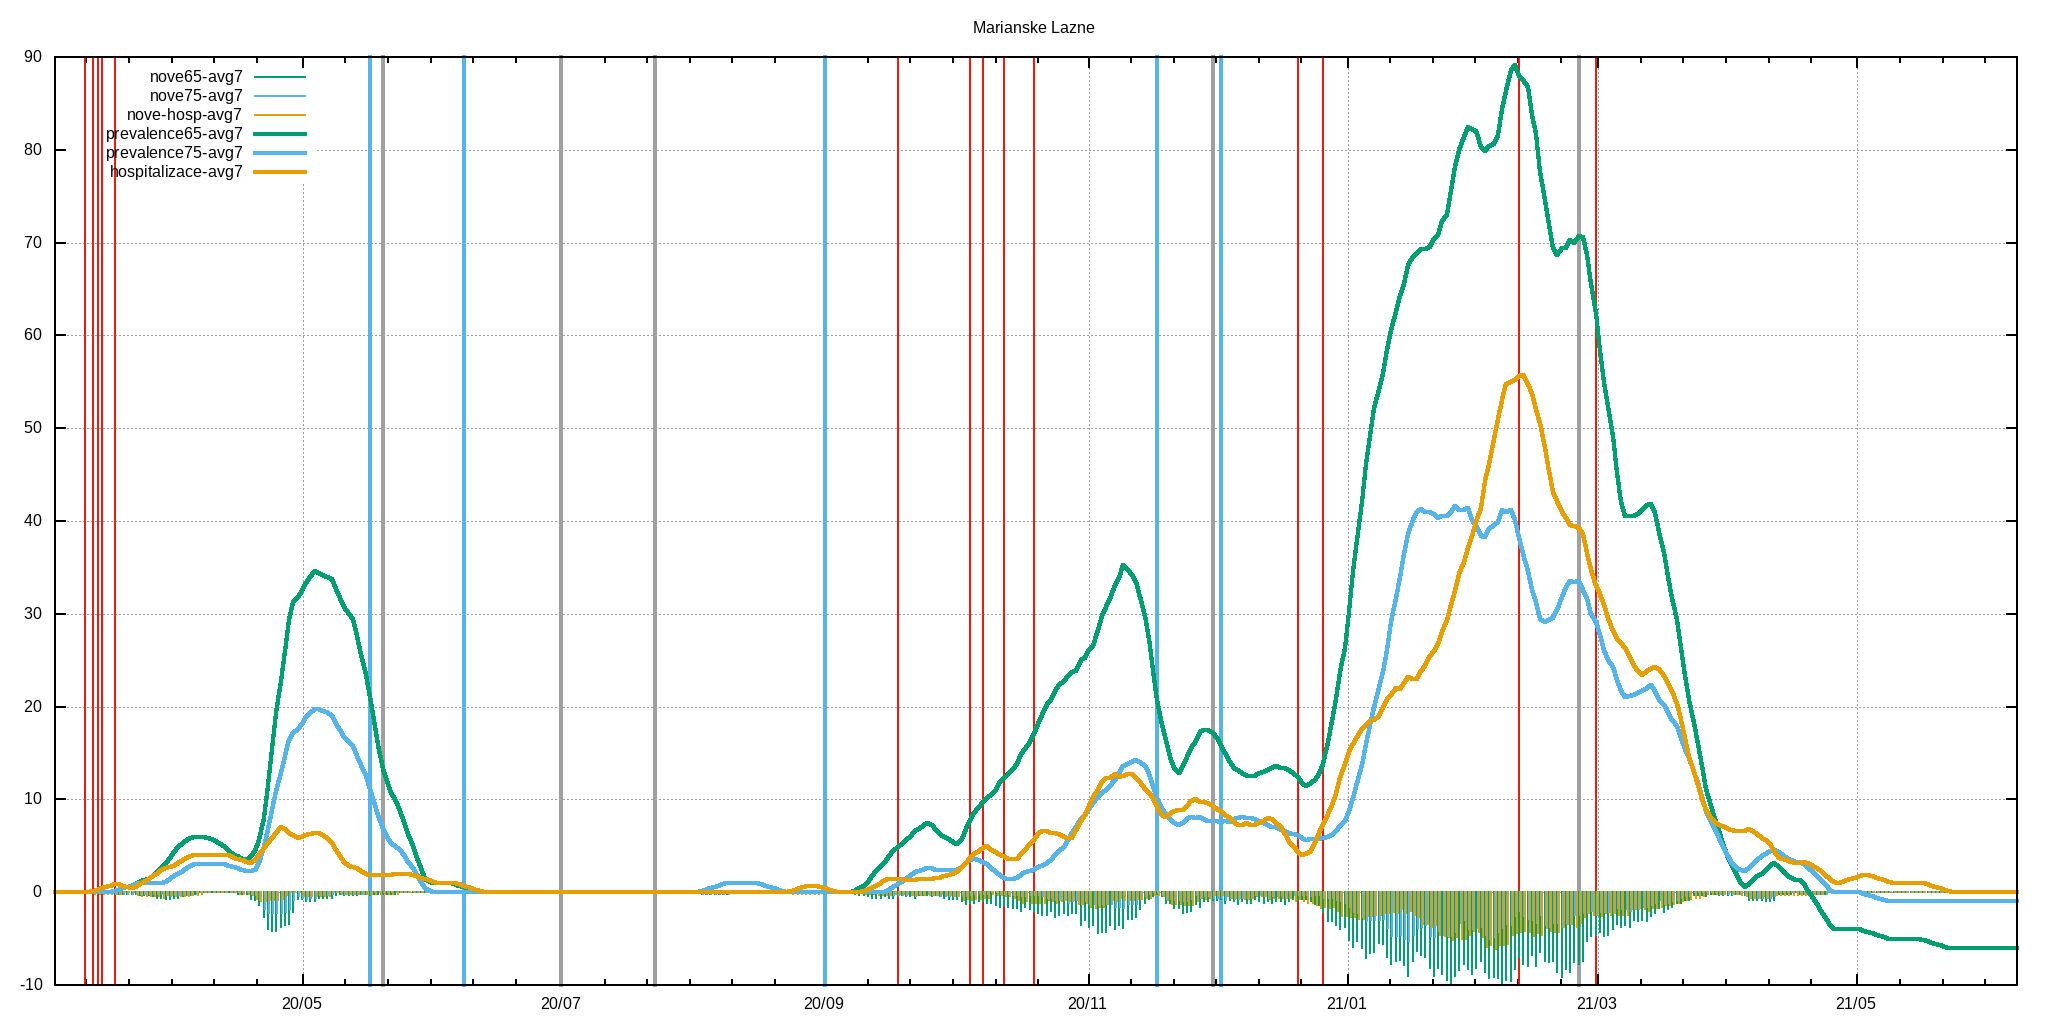 Marianske Lazne
nove65-avg7
nove75-avg7
nove-hosp-avg7
prevalence65-avg7
prevalence75-avg7
hospitalizace-avg7
90
80
70
60
50
40
30
20
10
0
-10
20/05 20/07 20/09 20/11 21/01 21/03 21/05